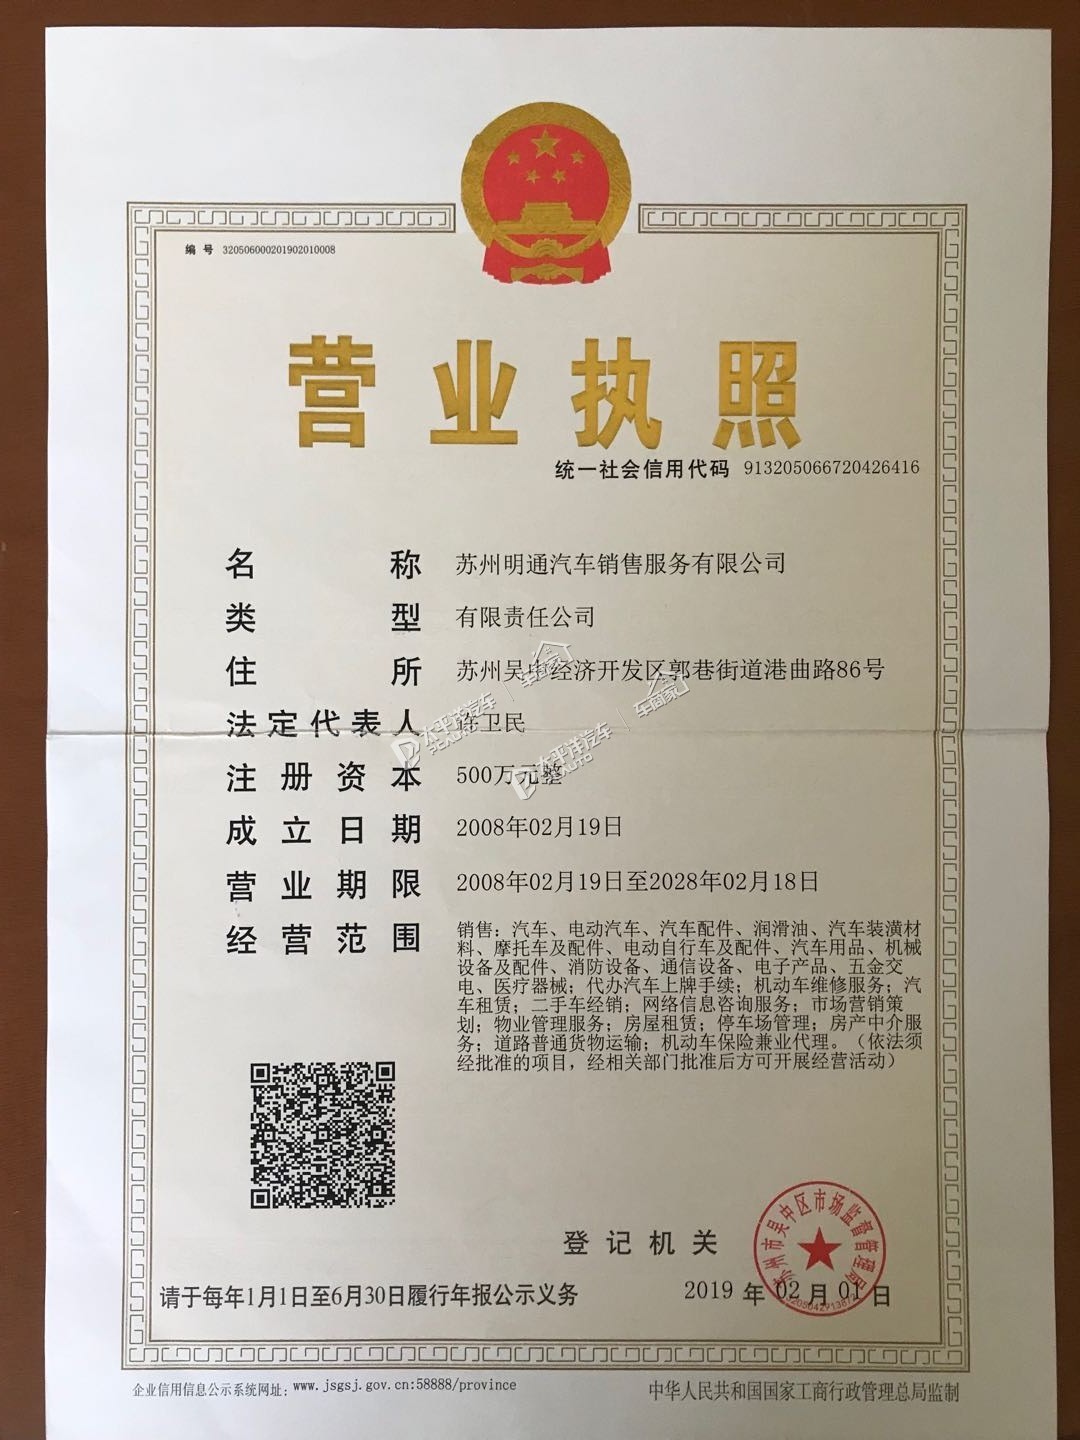 编 号 320506000201902010008
营业执照
统一社会信用代码 913205066720426416
名 称 苏州明通汽车销售服务有限公司
类 型 有限责任公司
住 所 苏州吴中经济开发区郭巷街道港曲路86号
法定代表人 卫民
注册资本 500万元整
成立日期 2008年02月19日
营业期限 2008年02月19日至2028年02月18日
经营范围 销售：汽车、电动汽车、汽车配件、润滑油、汽车装潢材
料、摩托车及配件、电动自行车及配件、汽车用品、机械
设备及配件、消防设备、通信设备、电子产品、五金交
电、医疗器械；代办汽车上牌手续；机动车维修服务；汽
车租赁；二手车经销；网络信息咨询服务；市场营销策
划；物业管理服务；房屋租赁；停车场管理；房产中介服
务；道路普通货物运输；机动车保险兼业代理。（依法须
经批准的项目，经相关部门批准后方可开展经营活动）
太平洋汽车 PCAUTO 车商家
太平洋汽车 PCAUTO 车商家
登记机关
苏州市吴中区市场监督管理局
2019 年 02 月 01 日
请于每年1月1日至6月30日履行年报公示义务
企业信用信息公示系统网址：www.jsgsj.gov.cn:58888/province
中华人民共和国国家工商行政管理总局监制